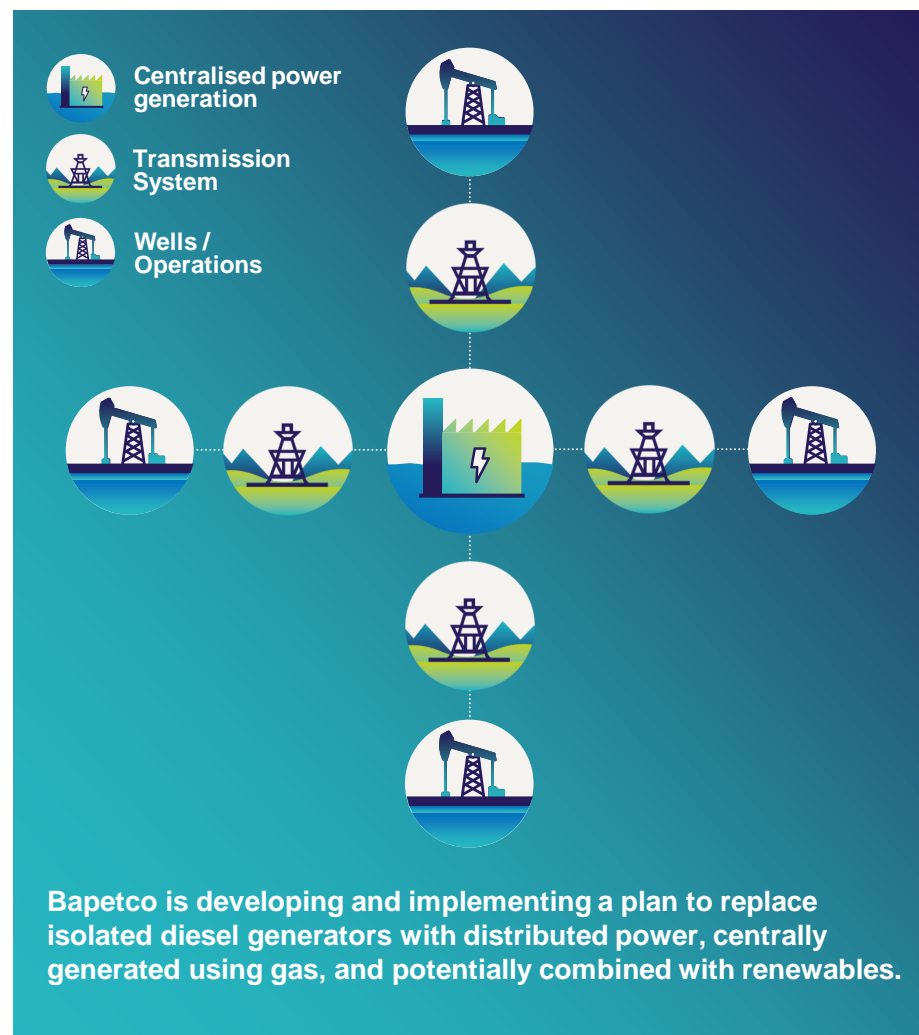 Centralised power
generation
Transmission
System
Wells /
Operations
Bapetco is developing and implementing a plan to replace
isolated diesel generators with distributed power, centrally
generated using gas, and potentially combined with renewables.